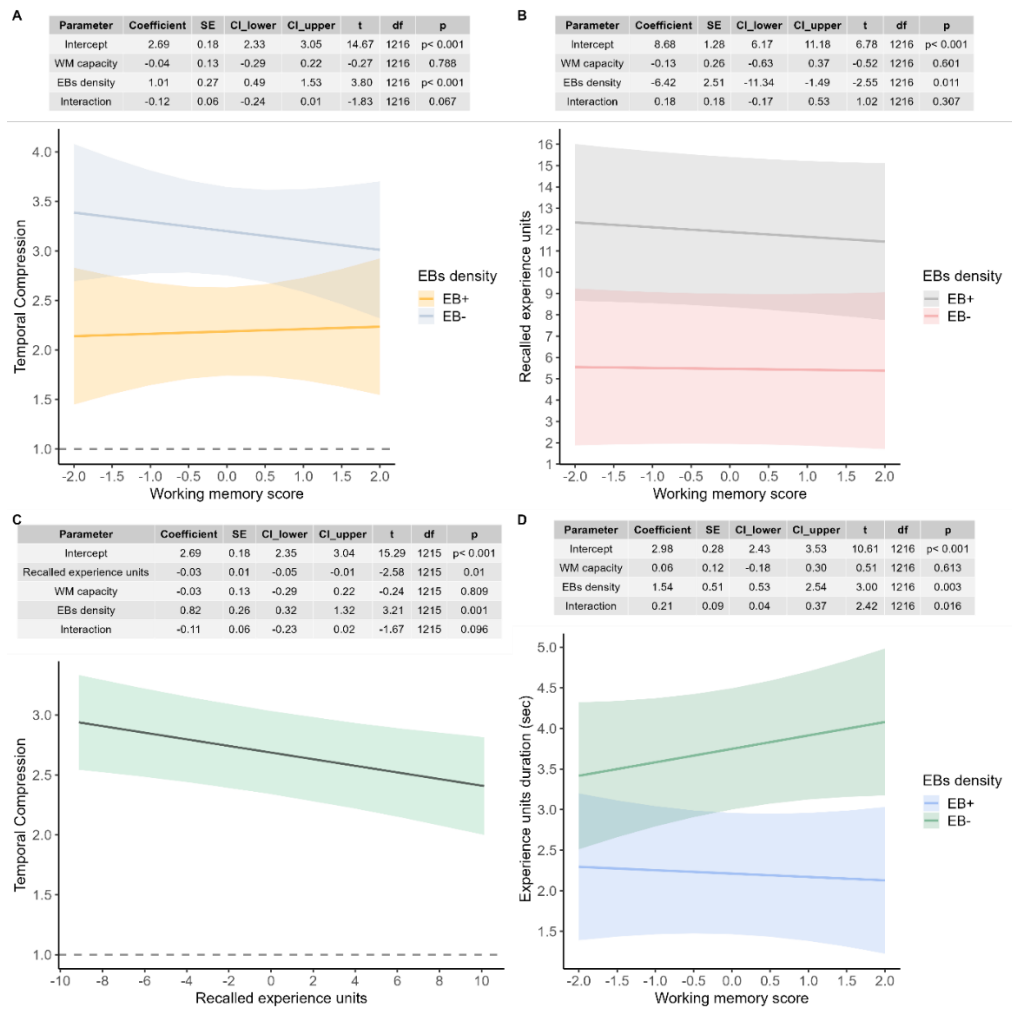 A
Parameter Coefficient SE CI_lower CI_upper t df p
Intercept 2.69 0.18 2.33 3.05 14.67 1216 p< 0.001
WM capacity -0.04 0.13 -0.29 0.22 -0.27 1216 0.788
EBs density 1.01 0.27 0.49 1.53 3.80 1216 p< 0.001
Interaction -0.12 0.06 -0.24 0.01 -1.83 1216 0.067
Temporal Compression
4.0
3.5
3.0
2.5
2.0
1.5
1.0
-2.0 -1.5 -1.0 -0.5 0.0 0.5 1.0 1.5 2.0
Working memory score
EBs density
EB+
EB-
B
Parameter Coefficient SE CI_lower CI_upper t df p
Intercept 8.68 1.28 6.17 11.18 6.78 1216 p< 0.001
WM capacity -0.13 0.26 -0.63 0.37 -0.52 1216 0.601
EBs density -6.42 2.51 -11.34 -1.49 -2.55 1216 0.011
Interaction 0.18 0.18 -0.17 0.53 1.02 1216 0.307
Recalled experience units
16
15
14
13
12
11
10
9
8
7
6
5
4
3
2
1
-2.0 -1.5 -1.0 -0.5 0.0 0.5 1.0 1.5 2.0
Working memory score
EBs density
EB+
EB-
C
Parameter Coefficient SE CI_lower CI_upper t df p
Intercept 2.69 0.18 2.35 3.04 15.29 1215 p< 0.001
Recalled experience units -0.03 0.01 -0.05 -0.01 -2.58 1215 0.01
WM capacity -0.03 0.13 -0.29 0.22 -0.24 1215 0.809
EBs density 0.82 0.26 0.32 1.32 3.21 1215 0.001
Interaction -0.11 0.06 -0.23 0.02 -1.67 1215 0.096
Temporal Compression
3.0
2.5
2.0
1.5
1.0
-10 -8 -6 -4 -2 0 2 4 6 8 10
Recalled experience units
D
Parameter Coefficient SE CI_lower CI_upper t df p
Intercept 2.98 0.28 2.43 3.53 10.61 1216 p< 0.001
WM capacity 0.06 0.12 -0.18 0.30 0.51 1216 0.613
EBs density 1.54 0.51 0.53 2.54 3.00 1216 0.003
Interaction 0.21 0.09 0.04 0.37 2.42 1216 0.016
Experience units duration (sec)
5.0
4.5
4.0
3.5
3.0
2.5
2.0
1.5
-2.0 -1.5 -1.0 -0.5 0.0 0.5 1.0 1.5 2.0
Working memory score
EBs density
EB+
EB-